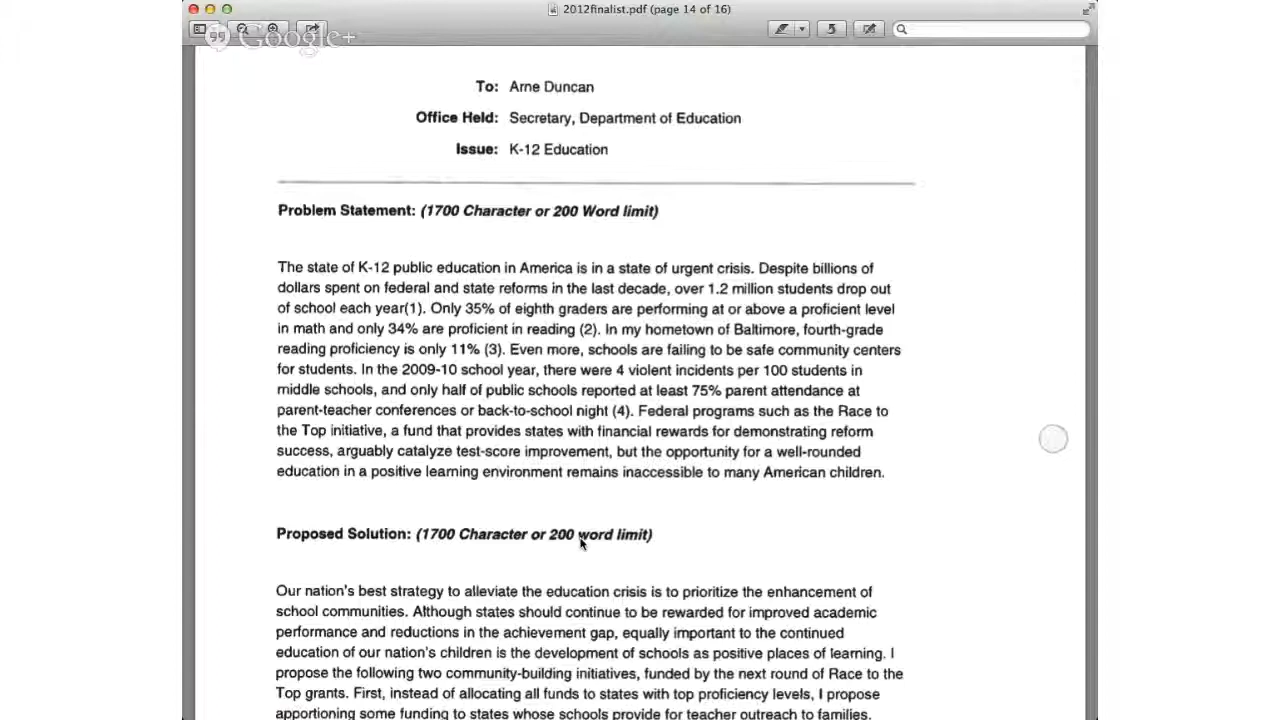 2012finalist.pdf (page 14 of 16)
Google+
To: Arne Duncan
Office Held: Secretary, Department of Education
Issue: K-12 Education
Problem Statement: (1700 Character or 200 Word limit)
The state of K-12 public education in America is in a state of urgent crisis. Despite billions of
dollars spent on federal and state reforms in the last decade, over 1.2 million students drop out
of school each year(1). Only 35% of eighth graders are performing at or above a proficient level
in math and only 34% are proficient in reading (2). In my hometown of Baltimore, fourth-grade
reading proficiency is only 11% (3). Even more, schools are failing to be safe community centers
for students. In the 2009-10 school year, there were 4 violent incidents per 100 students in
middle schools, and only half of public schools reported at least 75% parent attendance at
parent-teacher conferences or back-to-school night (4). Federal programs such as the Race to
the Top initiative, a fund that provides states with financial rewards for demonstrating reform
success, arguably catalyze test-score improvement, but the opportunity for a well-rounded
education in a positive learning environment remains inaccessible to many American children.
Proposed Solution: (1700 Character or 200 word limit)
Our nation's best strategy to alleviate the education crisis is to prioritize the enhancement of
school communities. Although states should continue to be rewarded for improved academic
performance and reductions in the achievement gap, equally important to the continued
education of our nation's children is the development of schools as positive places of learning. I
propose the following two community-building initiatives, funded by the next round of Race to the
Top grants. First, instead of allocating all funds to states with top proficiency levels, I propose
apportioning some funding to states whose schools provide for teacher outreach to families.